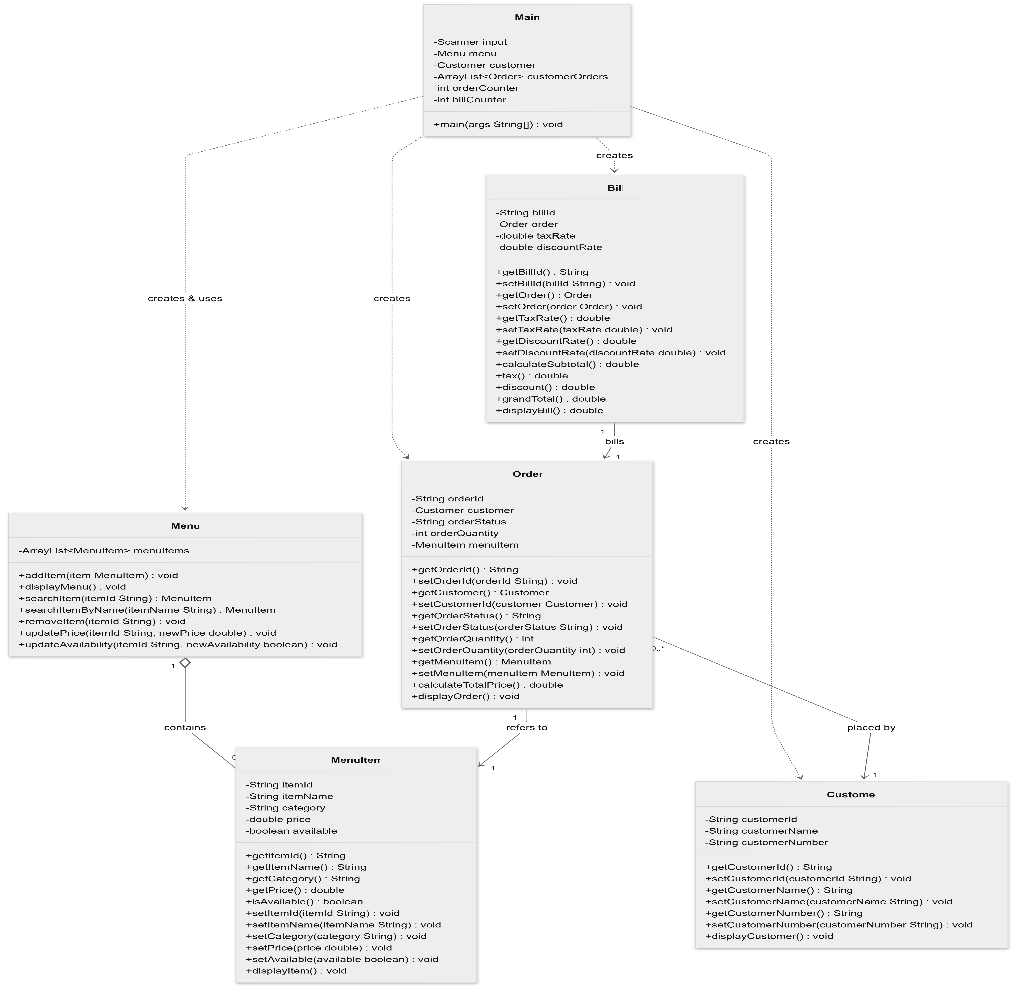 Main
-Scanner input
-Menu menu
-Customer customer
-ArrayList<Order> customerOrders
-int orderCounter
-int billCounter
+main(args String[]) : void
creates
Bill
-String billId
-Order order
-double taxRate
-double discountRate
+getBillId() : String
+setBillId(billId String) : void
+getOrder() : Order
+setOrder(order Order) : void
+getTaxRate() : double
+setTaxRate(taxRate double) : void
+getDiscountRate() : double
+setDiscountRate(discountRate double) : void
+calculateSubtotal() : double
+tax() : double
+discount() : double
+grandTotal() : double
+displayBill() : double
creates & uses
creates
creates
1
bills
1
Order
-String orderId
-Customer customer
-String orderStatus
-int orderQuantity
-MenuItem menuItem
+getOrderId() : String
+setOrderId(orderId String) : void
+getCustomer() : Customer
+setCustomerId(customer Customer) : void
+getOrderStatus() : String
+setOrderStatus(orderStatus String) : void
+getOrderQuantity() : int
+setOrderQuantity(orderQuantity int) : void
+getMenuItem() : MenuItem
+setMenuItem(menuItem MenuItem) : void
+calculateTotalPrice() : double
+displayOrder() : void
Menu
-ArrayList<MenuItem> menuItems
+addItem(item MenuItem) : void
+displayMenu() : void
+searchItem(itemId String) : MenuItem
+searchItemByName(itemName String) : MenuItem
+removeItem(itemId String) : void
+updatePrice(itemId String, newPrice double) : void
+updateAvailability(itemId String, newAvailability boolean) : void
1
contains
1
refers to
1
0..*
placed by
1
MenuItem
-String itemId
-String itemName
-String category
-double price
-boolean available
+getItemId() : String
+getItemName() : String
+getCategory() : String
+getPrice() : double
+isAvailable() : boolean
+setItemId(itemId String) : void
+setItemName(itemName String) : void
+setCategory(category String) : void
+setPrice(price double) : void
+setAvailable(available boolean) : void
+displayItem() : void
Custome
-String customerId
-String customerName
-String customerNumber
+getCustomerId() : String
+setCustomerId(customerId String) : void
+getCustomerName() : String
+setCustomerName(customerName String) : void
+getCustomerNumber() : String
+setCustomerNumber(customerNumber String) : void
+displayCustomer() : void